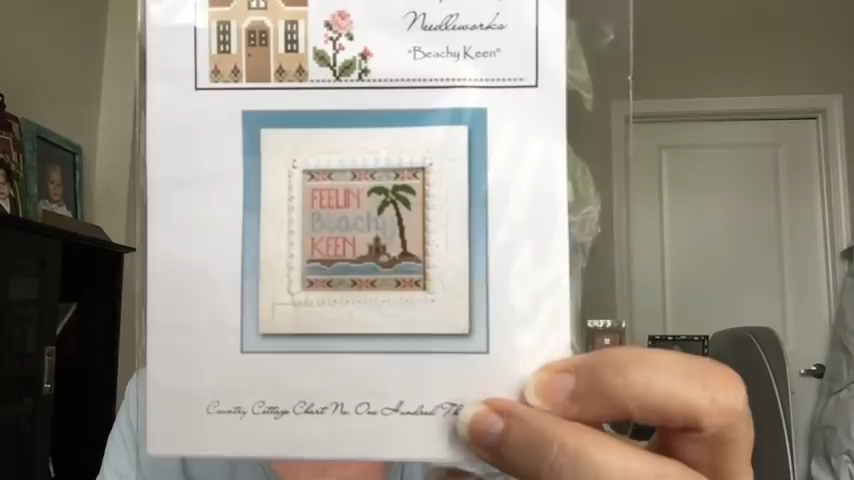 Needleworks
"Beachy Keen"
FEELIN
Beachy
KEEN
Country Cottage Chart No. One Hundred